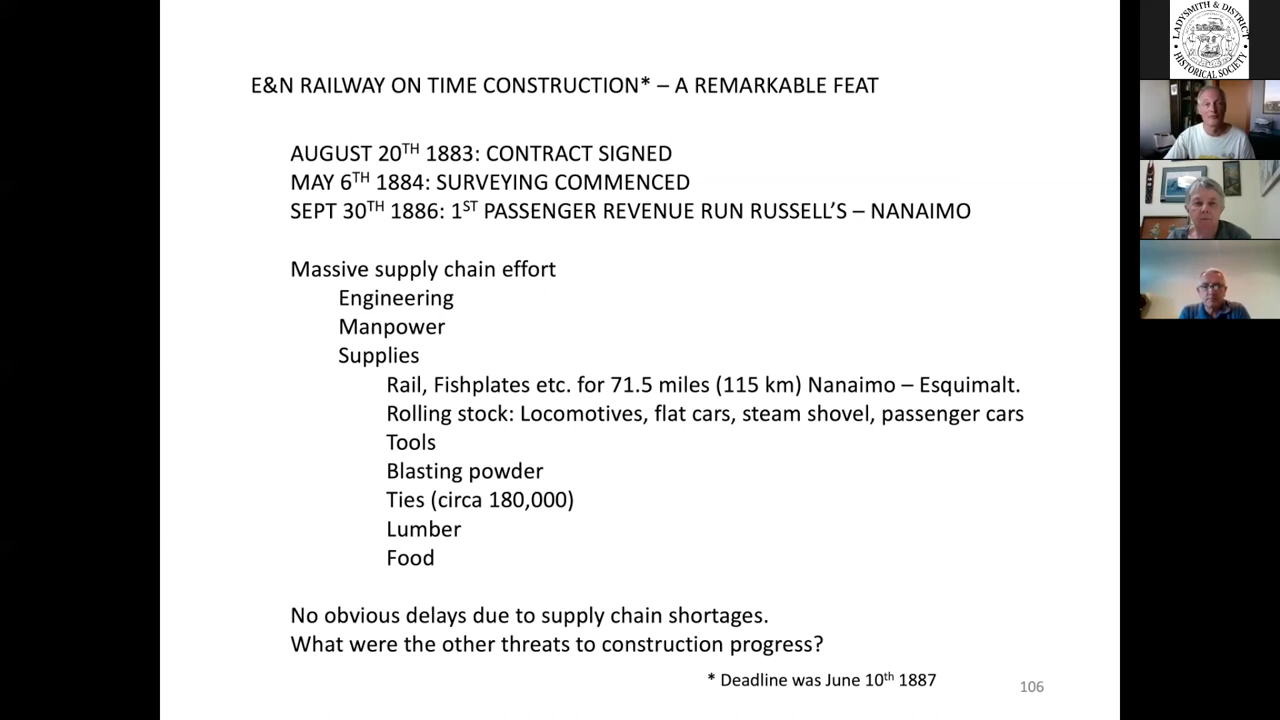 E&N RAILWAY ON TIME CONSTRUCTION* – A REMARKABLE FEAT
AUGUST 20TH 1883: CONTRACT SIGNED
MAY 6TH 1884: SURVEYING COMMENCED
SEPT 30TH 1886: 1ST PASSENGER REVENUE RUN RUSSELL'S – NANAIMO
Massive supply chain effort
Engineering
Manpower
Supplies
Rail, Fishplates etc. for 71.5 miles (115 km) Nanaimo – Esquimalt.
Rolling stock: Locomotives, flat cars, steam shovel, passenger cars
Tools
Blasting powder
Ties (circa 180,000)
Lumber
Food
No obvious delays due to supply chain shortages.
What were the other threats to construction progress?
* Deadline was June 10th 1887
106
LADYSMITH & DISTRICT
HISTORICAL SOCIETY